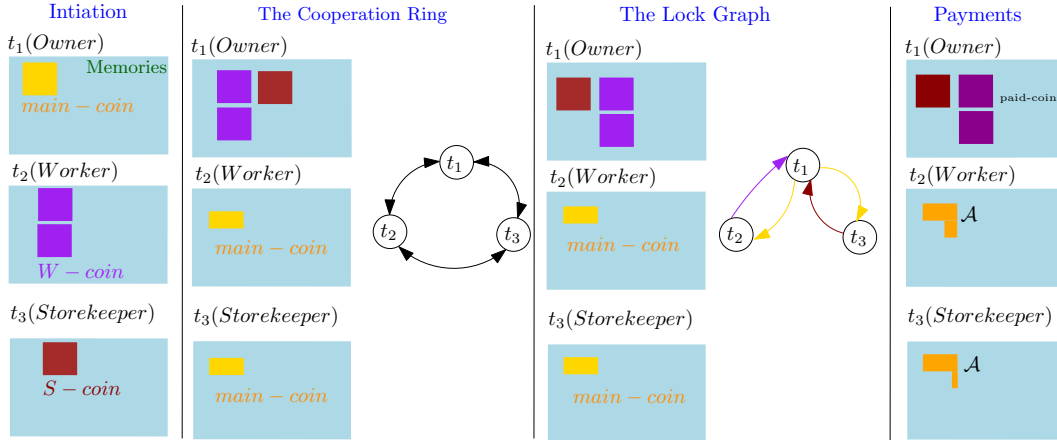 Intiation
t1(Owner)
Memories
main − coin
t2(Worker)
W − coin
t3(Storekeeper)
S − coin
The Cooperation Ring
t1(Owner)
t2(Worker)
main − coin
t3(Storekeeper)
main − coin
t1
t2
t3
The Lock Graph
t1(Owner)
t2(Worker)
main − coin
t3(Storekeeper)
main − coin
t1
t2
t3
Payments
t1(Owner)
paid-coin
t2(Worker)
𝒜
t3(Storekeeper)
𝒜